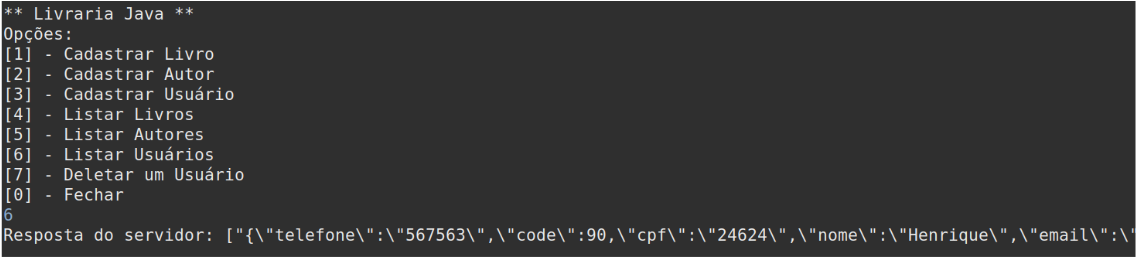 ** Livraria Java **
Opções:
[1] - Cadastrar Livro
[2] - Cadastrar Autor
[3] - Cadastrar Usuário
[4] - Listar Livros
[5] - Listar Autores
[6] - Listar Usuários
[7] - Deletar um Usuário
[0] - Fechar
6
Resposta do servidor: ["{\"telefone\":\"567563\",\"code\":90,\"cpf\":\"24624\",\"nome\":\"Henrique\",\"email\":\"